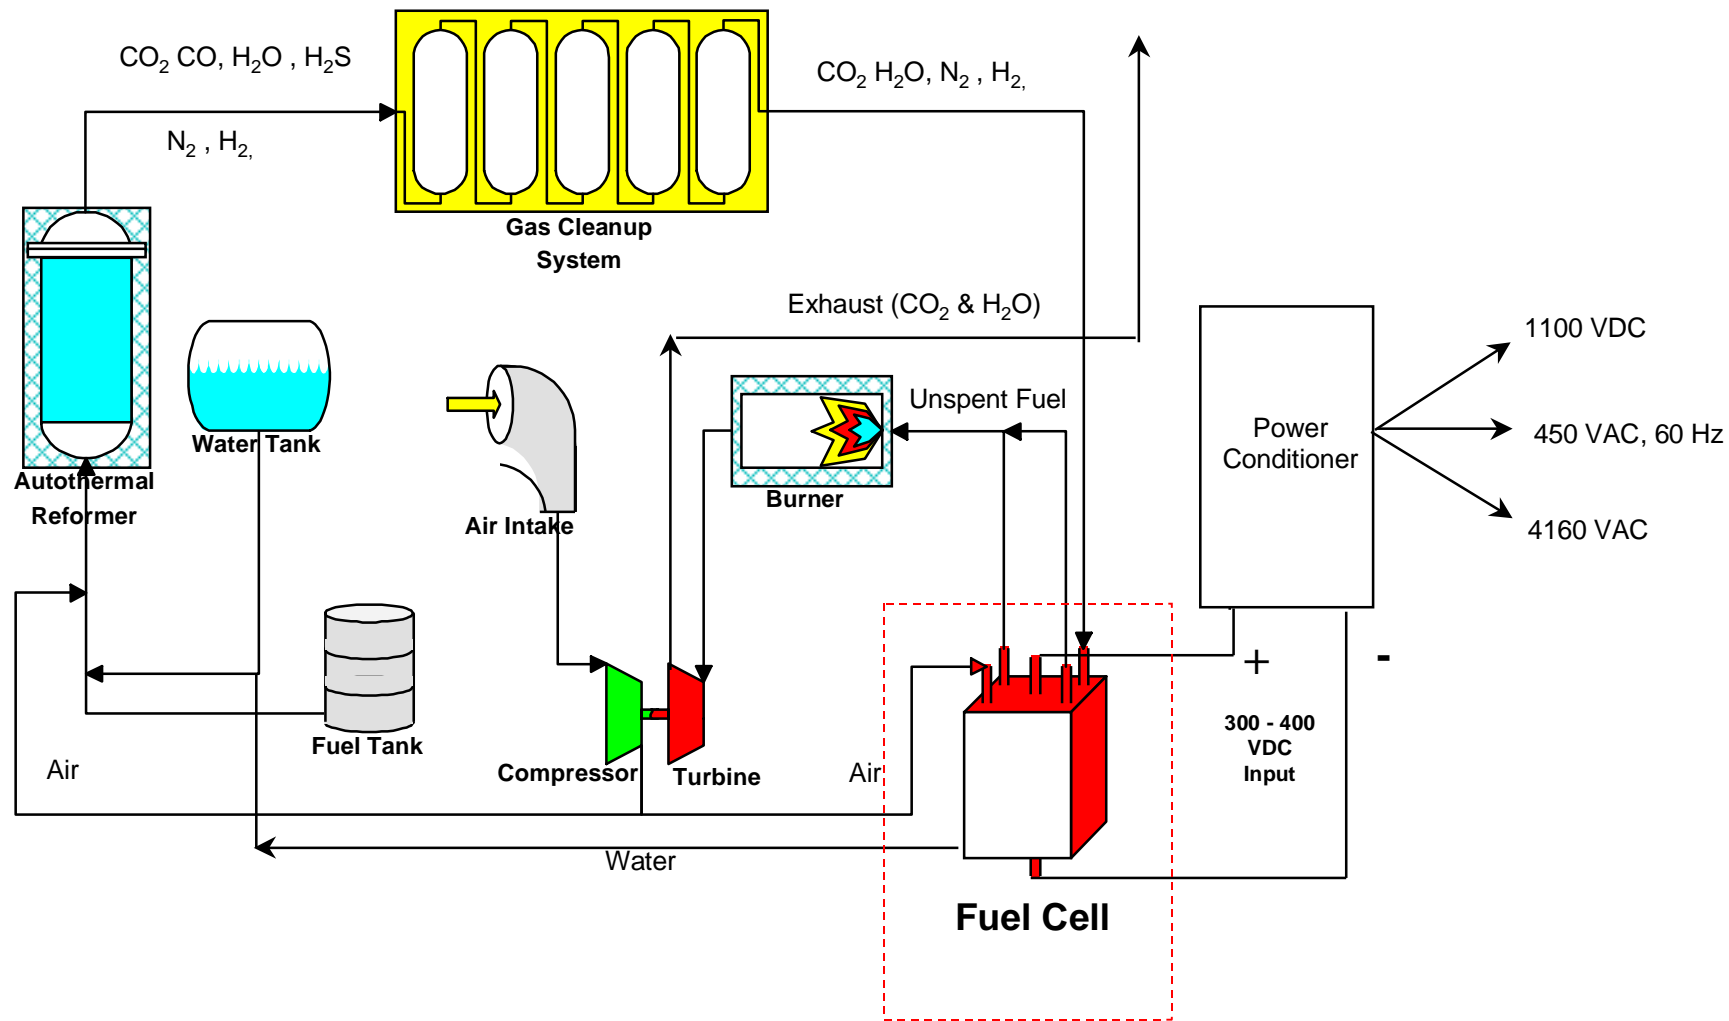 CO2 CO, H2O , H2S
N2 , H2,
CO2 H2O, N2 , H2,
Gas Cleanup
System
Exhaust (CO2 & H2O)
1100 VDC
Unspent Fuel
Power
Conditioner
450 VAC, 60 Hz
4160 VAC
Water Tank
Autothermal
Reformer
Burner
Air Intake
+
-
300 - 400
VDC
Input
Fuel Tank
Air
Compressor
Turbine
Air
Water
Fuel Cell